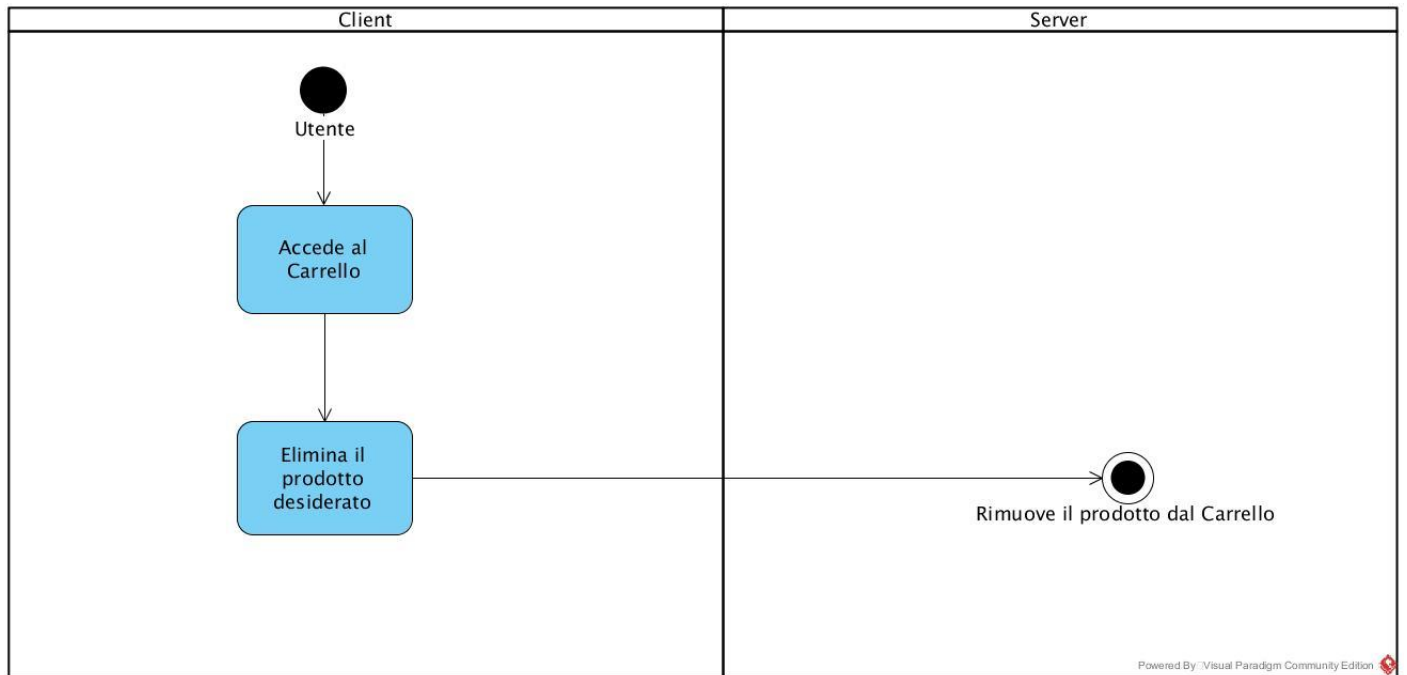 Client
Server
Utente
Accede al
Carrello
Elimina il
prodotto
desiderato
Rimuove il prodotto dal Carrello
Powered By Visual Paradigm Community Edition